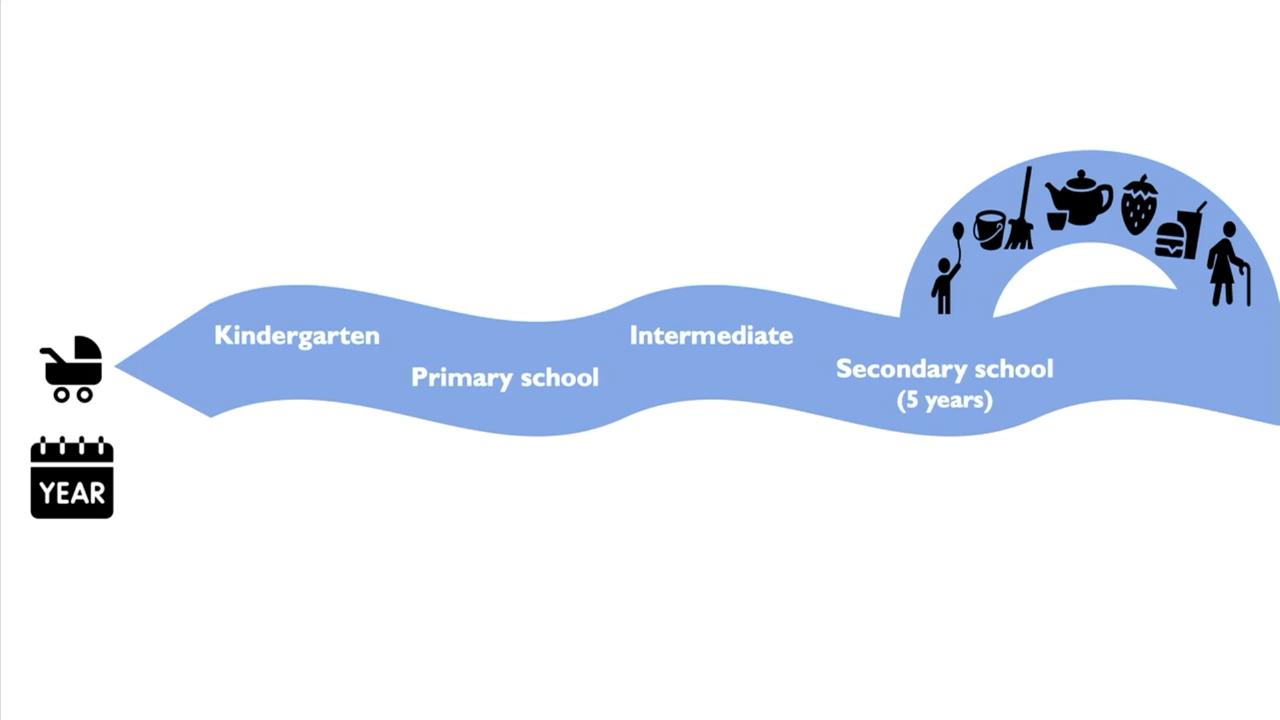 Kindergarten
Primary school
Intermediate
Secondary school
(5 years)
YEAR